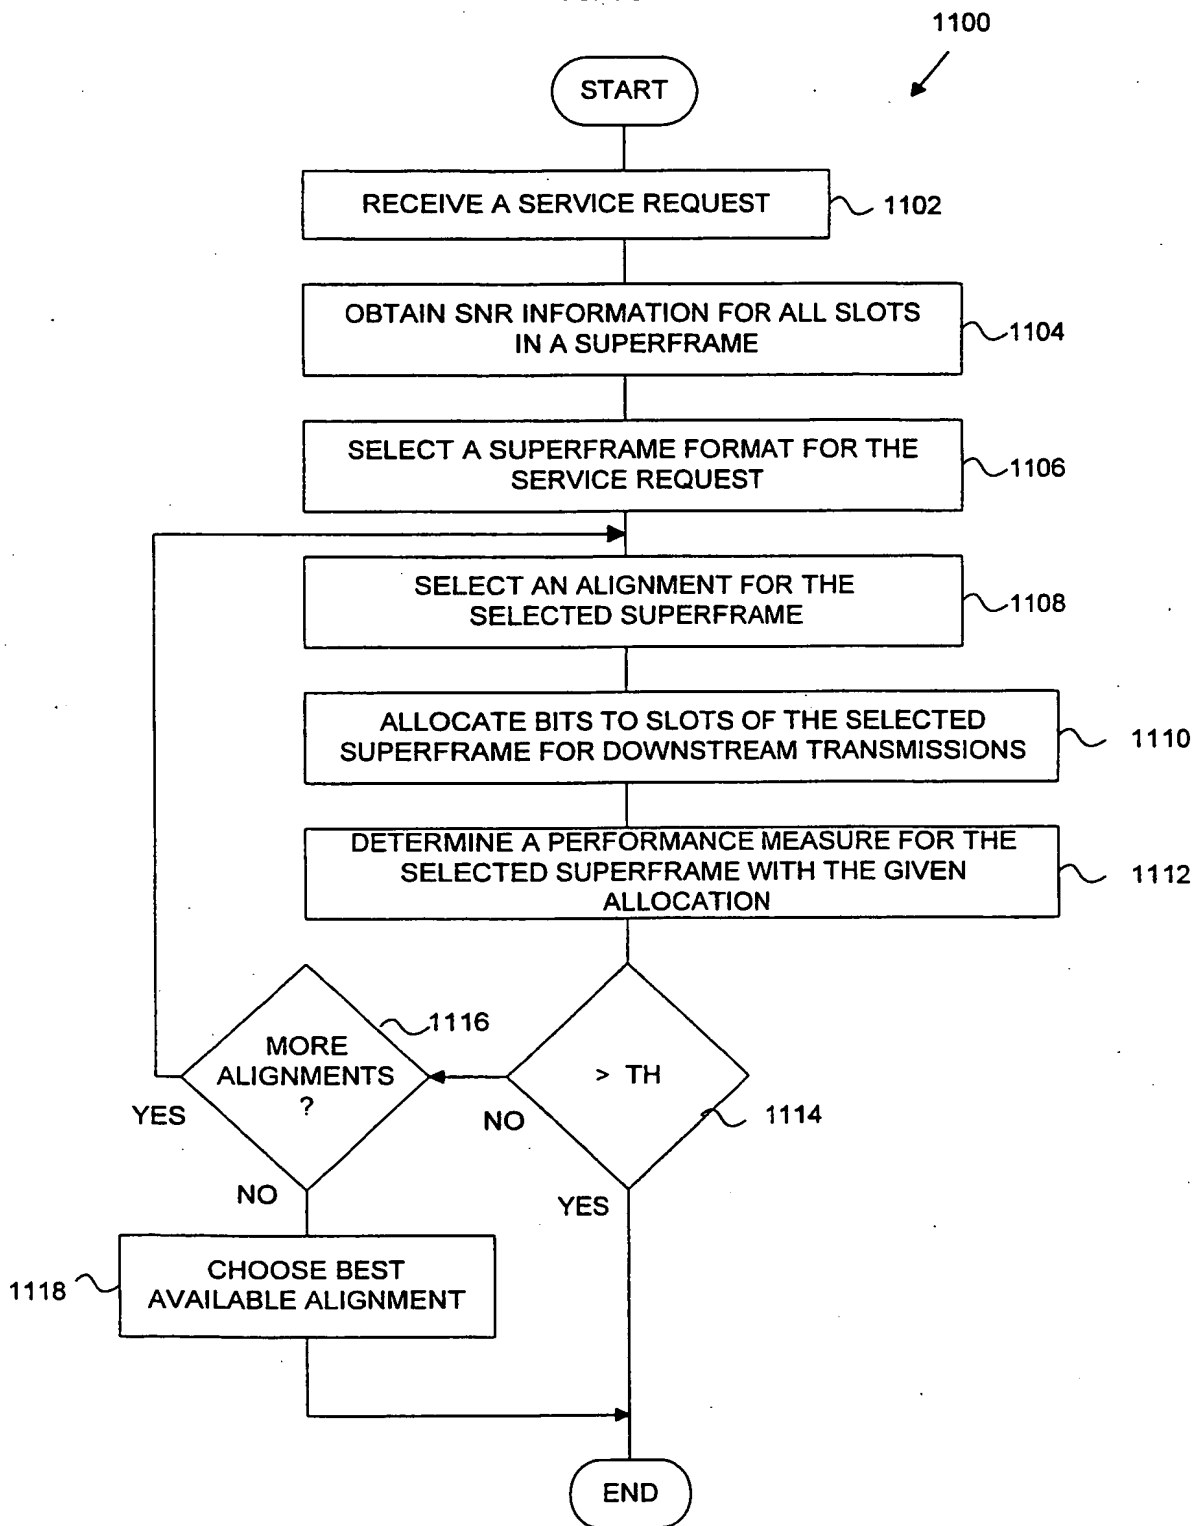 1100
START
RECEIVE A SERVICE REQUEST
1102
OBTAIN SNR INFORMATION FOR ALL SLOTS
IN A SUPERFRAME
1104
SELECT A SUPERFRAME FORMAT FOR THE
SERVICE REQUEST
1106
SELECT AN ALIGNMENT FOR THE
SELECTED SUPERFRAME
1108
ALLOCATE BITS TO SLOTS OF THE SELECTED
SUPERFRAME FOR DOWNSTREAM TRANSMISSIONS
1110
DETERMINE A PERFORMANCE MEASURE FOR THE
SELECTED SUPERFRAME WITH THE GIVEN
ALLOCATION
1112
1116
MORE
ALIGNMENTS
?
> TH
1114
YES
NO
NO
YES
1118
CHOOSE BEST
AVAILABLE ALIGNMENT
END